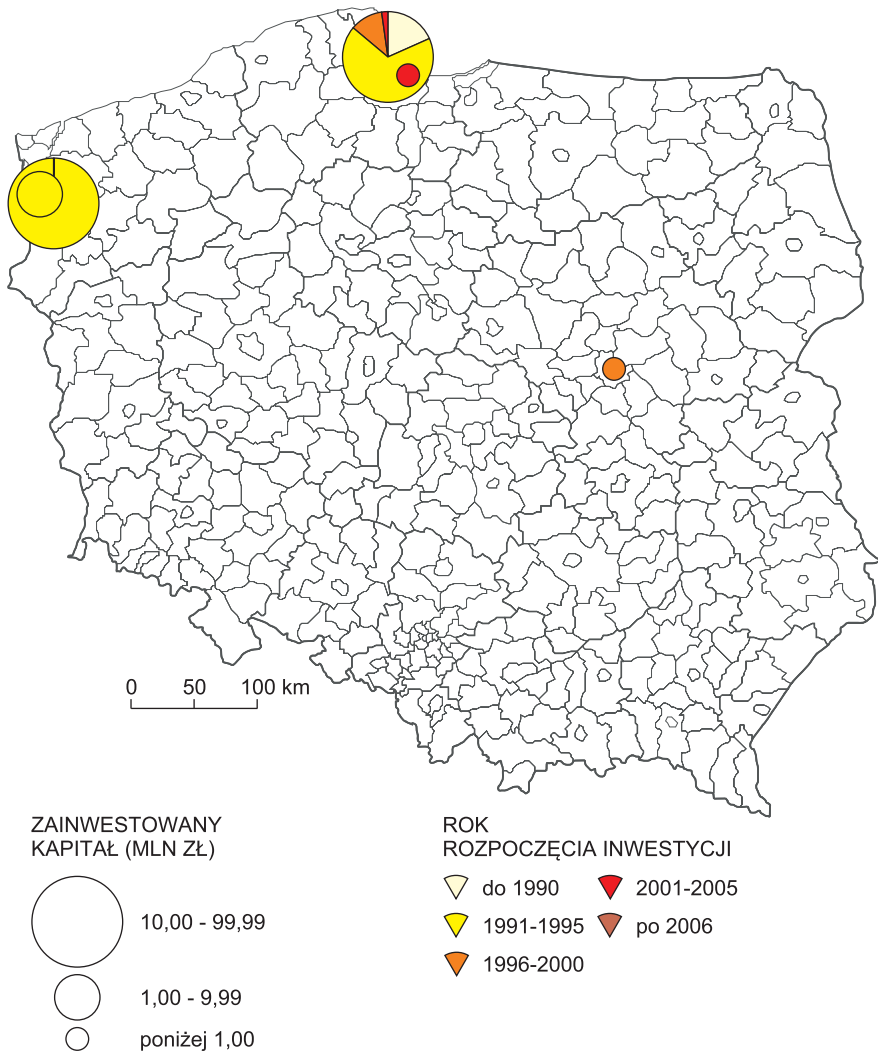 0 50 100 km
ZAINWESTOWANY
KAPITAŁ (MLN ZŁ)
10,00 - 99,99
1,00 - 9,99
poniżej 1,00
ROK
ROZPOCZĘCIA INWESTYCJI
do 1990
1991-1995
1996-2000
2001-2005
po 2006